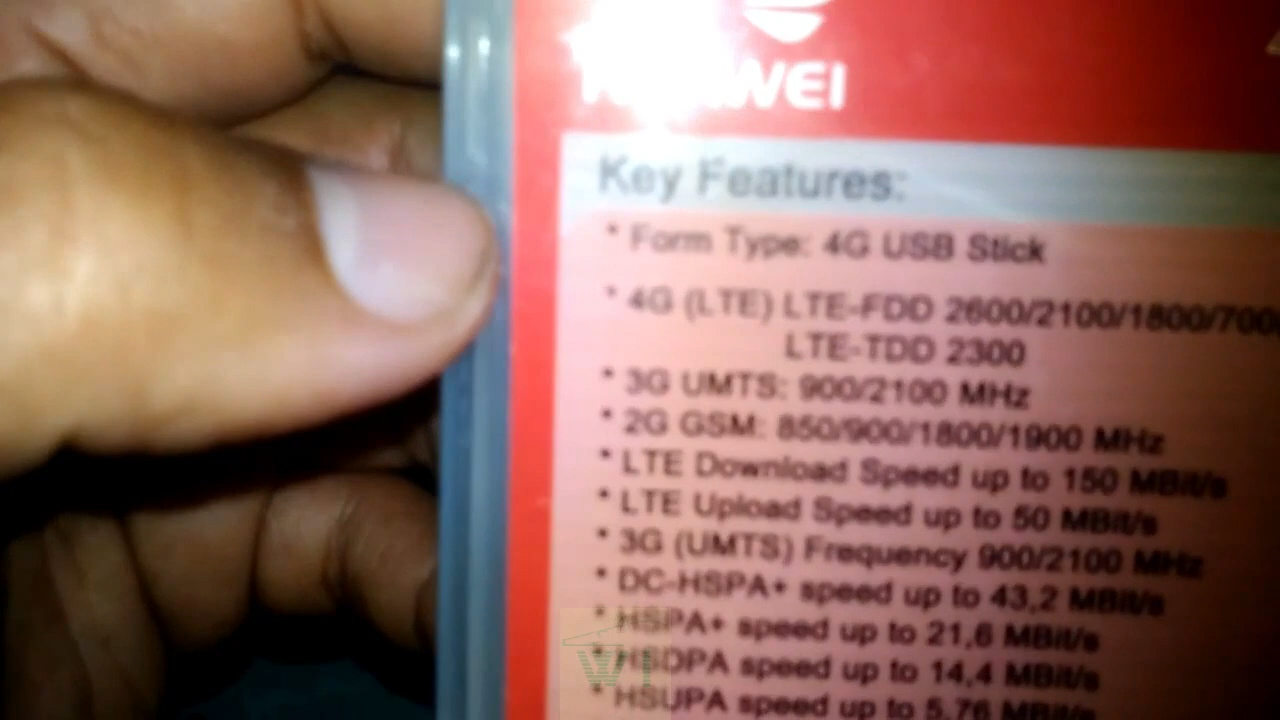 HUAWEI
Key Features:
* Form Type: 4G USB Stick
* 4G (LTE) LTE-FDD 2600/2100/1800/700
LTE-TDD 2300
* 3G UMTS: 900/2100 MHz
* 2G GSM: 850/900/1800/1900 MHz
* LTE Download Speed up to 150 MBit/s
* LTE Upload Speed up to 50 MBit/s
* 3G (UMTS) Frequency 900/2100 MHz
* DC-HSPA+ speed up to 43,2 MBit/s
* HSPA+ speed up to 21,6 MBit/s
* HSDPA speed up to 14,4 MBit/s
* HSUPA speed up to 5,76 MBit/s